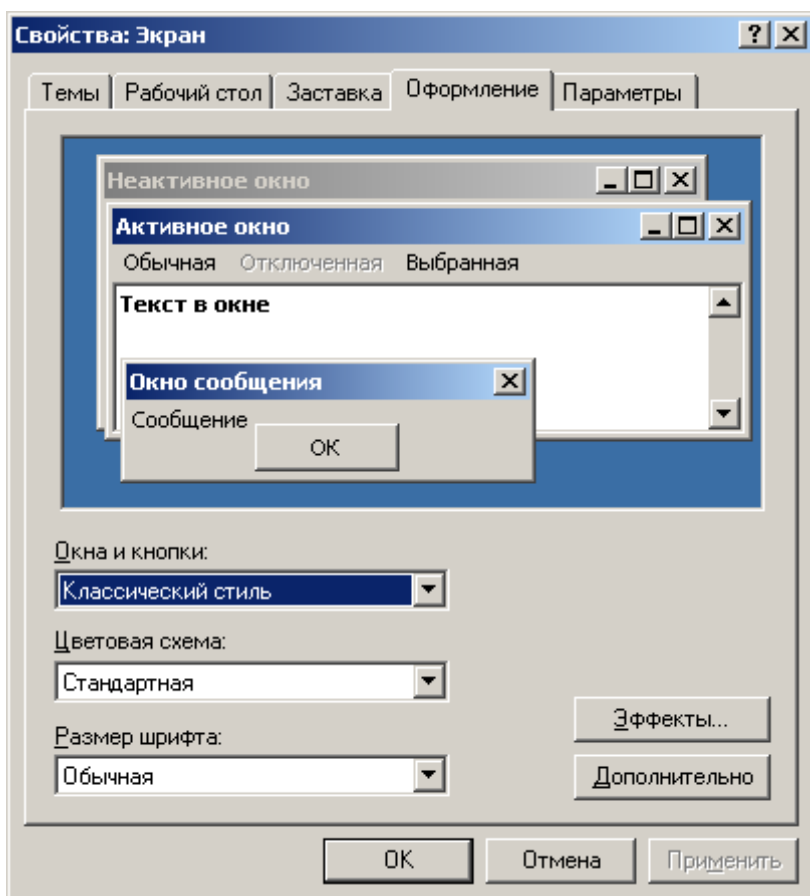 Свойства: Экран
Темы Рабочий стол Заставка Оформление Параметры
Неактивное окно
Активное окно
Обычная Отключенная Выбранная
Текст в окне
Окно сообщения
Сообщение
OK
Окна и кнопки:
Классический стиль
Цветовая схема:
Стандартная
Эффекты...
Размер шрифта:
Обычная
Дополнительно
OK Отмена Применить